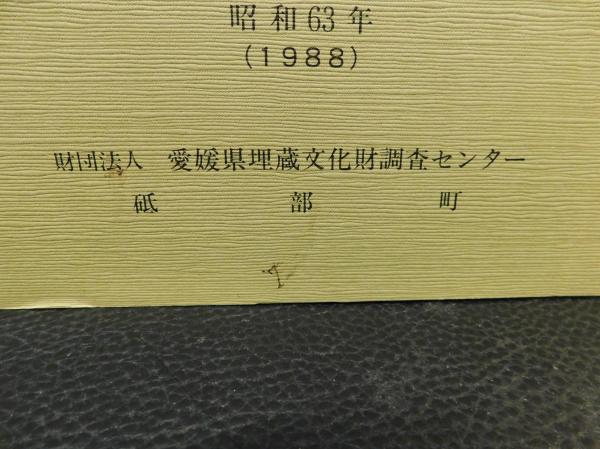 昭和63年
(1988)
財団法人 愛媛県埋蔵文化財調査センター
砥部町